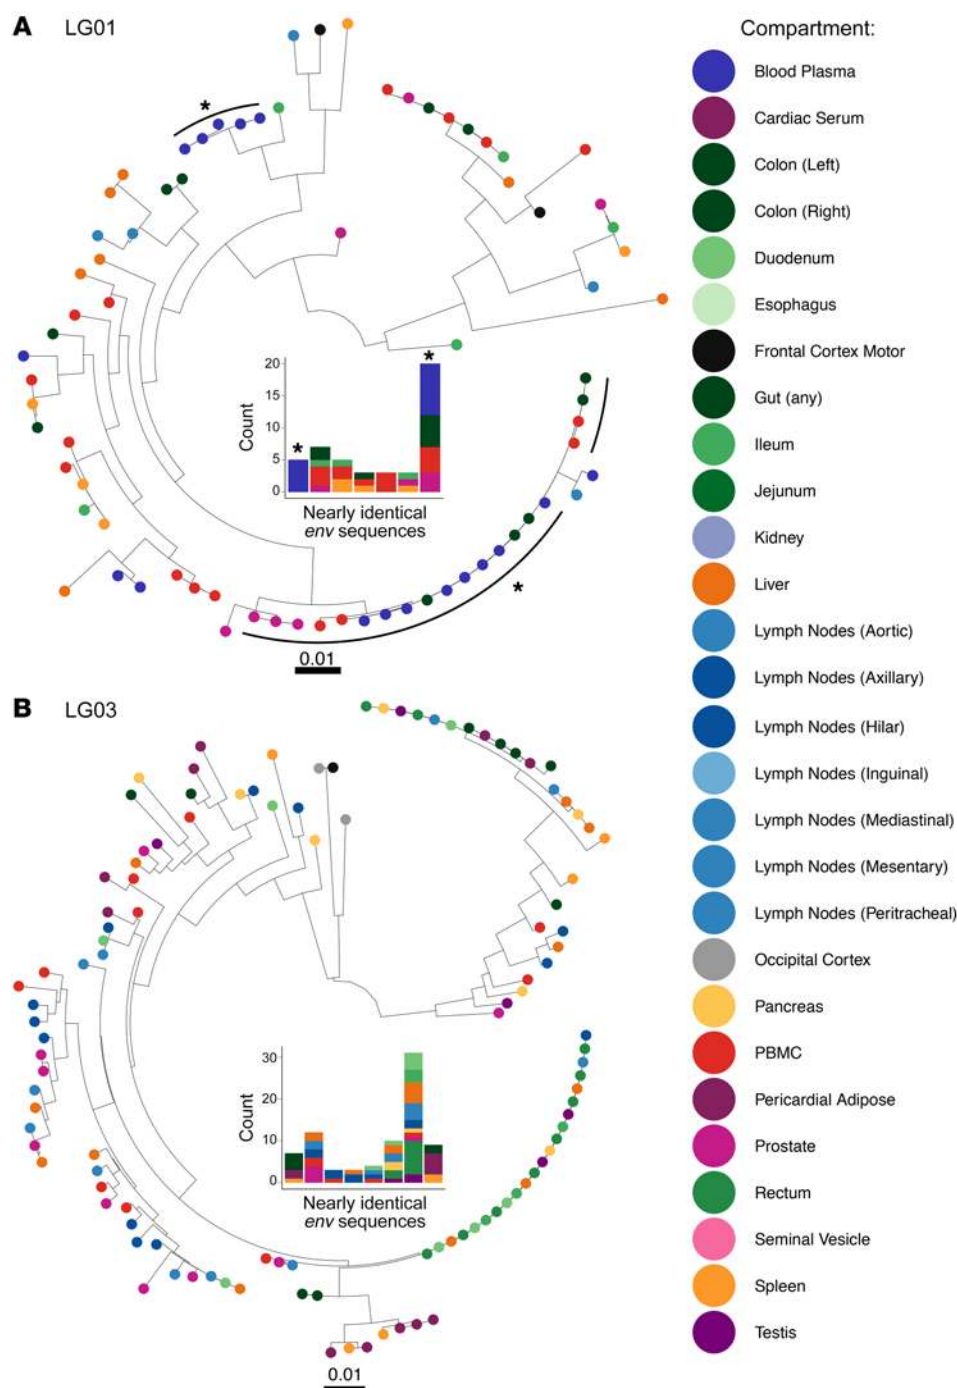 A LG01
Compartment:
Blood Plasma
Cardiac Serum
Colon (Left)
Colon (Right)
Duodenum
Esophagus
Frontal Cortex Motor
Gut (any)
Ileum
Jejunum
Kidney
Liver
Lymph Nodes (Aortic)
Lymph Nodes (Axillary)
Lymph Nodes (Hilar)
Lymph Nodes (Inguinal)
Lymph Nodes (Mediastinal)
Lymph Nodes (Mesentary)
Lymph Nodes (Peritracheal)
Occipital Cortex
Pancreas
PBMC
Pericardial Adipose
Prostate
Rectum
Seminal Vesicle
Spleen
Testis
*
20
15
10
5
0
Count
*
*
Nearly identical
env sequences
*
0.01
B LG03
30
20
10
0
Count
Nearly identical
env sequences
0.01